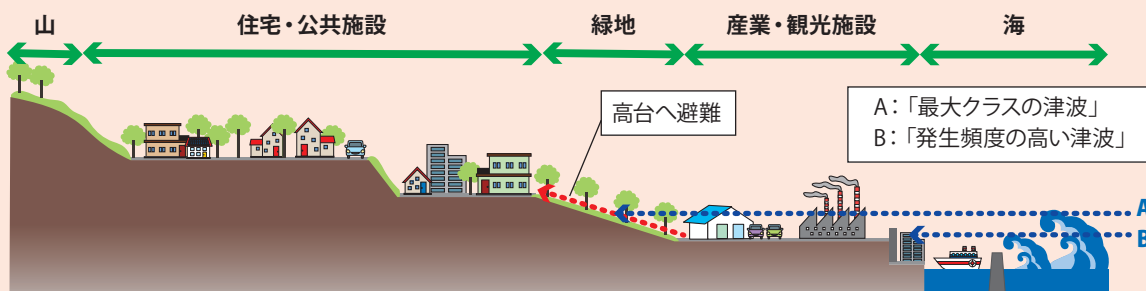 山
住宅・公共施設
緑地
産業・観光施設
海
高台へ避難
A：「最大クラスの津波」
B：「発生頻度の高い津波」
A
B